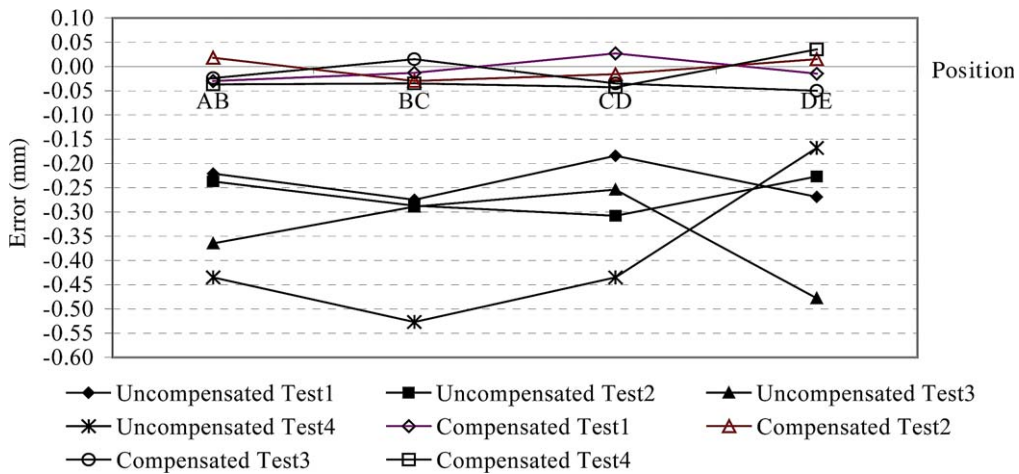 0.10
0.05
0.00
-0.05
-0.10
-0.15
-0.20
-0.25
-0.30
-0.35
-0.40
-0.45
-0.50
-0.55
-0.60
Error (mm)
AB BC CD DE
Position
Uncompensated Test1 Uncompensated Test2 Uncompensated Test3
Uncompensated Test4 Compensated Test1 Compensated Test2
Compensated Test3 Compensated Test4